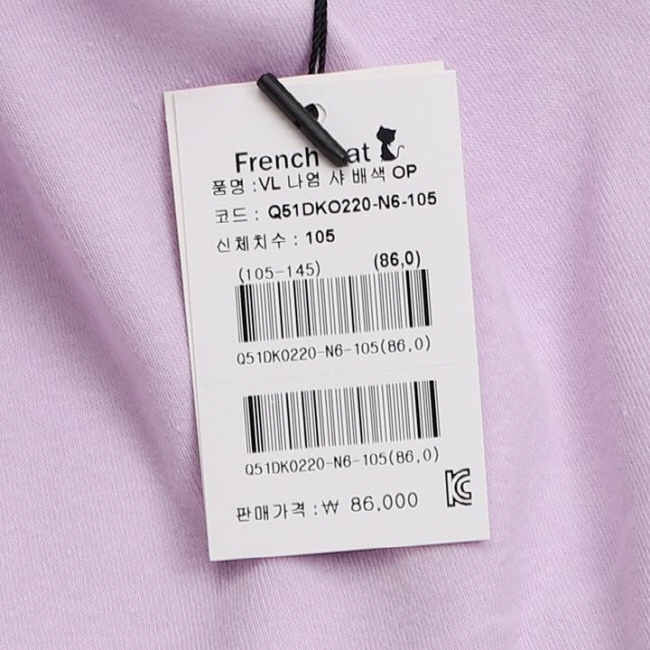 French Cat
품명 :VL 나염 샤 배색 OP
코드 : Q51DKO220-N6-105
신체치수 : 105
(105-145) (86,0)
Q51DK0220-N6-105(86,0)
Q51DK0220-N6-105(86,0)
판매가격 :₩ 86,000